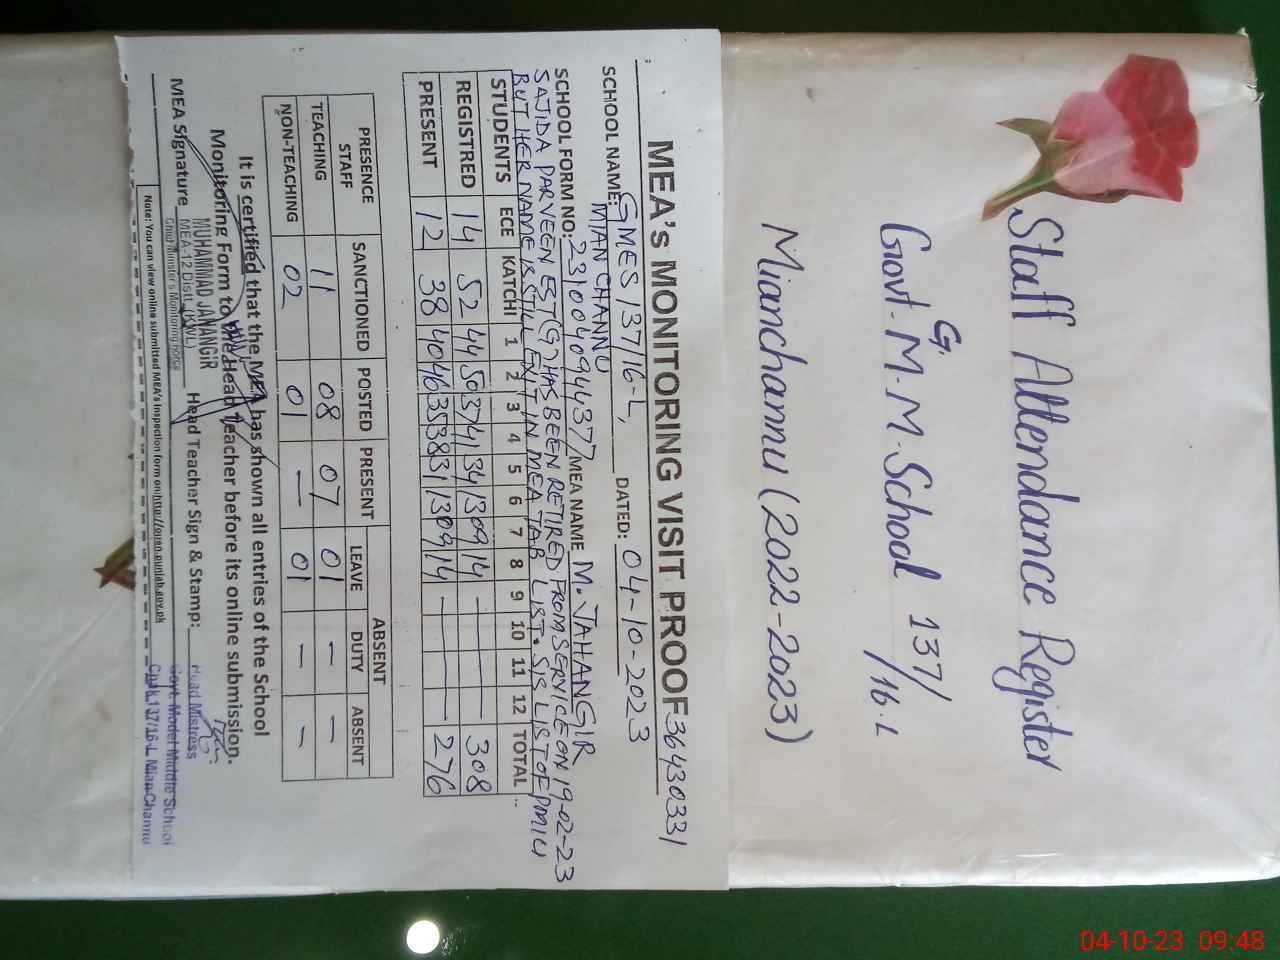 Staff Attendance Register
Govt. G. M. M. School 137/16-L
Mianchannu (2022-2023)
MEA's MONITORING VISIT PROOF 36430331
SCHOOL NAME: GMES 137/16-L, MIAN CHANNU DATED: 04-10-2023
SCHOOL FORM NO: 2310040944377 MEA NAME M. JAHANGIR
SAJIDA PARVEEN EST(G) HAS BEEN RETIRED FROM SERVICE ON 19-02-23
BUT HER NAME IS STILL IN MEA TAB LIST. SIS LIST OF PMIU
STUDENTS ECE KATCHI 1 2 3 4 5 6 7 8 9 10 11 12 TOTAL
REGISTRED 14 52 44 50 37 41 34 13 09 14 - - - - 308
PRESENT 12 38 40 46 35 38 31 13 09 14 - - - - 276
PRESENCE STAFF SANCTIONED POSTED PRESENT ABSENT
LEAVE DUTY ABSENT
TEACHING 11 08 07 01 - -
NON-TEACHING 02 01 - 01 - -
It is certified that the MEA has shown all entries of the School
Monitoring Form to the Head Teacher before its online submission.
MEA Signature Head Teacher Sign & Stamp:
MUHAMMAD JAHANGIR
MEA-12 Distt. (KWL)
Chief Minister's Monitoring Force
Head Mistress
Govt. Model Middle School
Chak 137/16-L Mian Channu
Note: You can view online submitted MEA's Inspection form on http://open.punjab.gov.pk
04-10-23 09:48